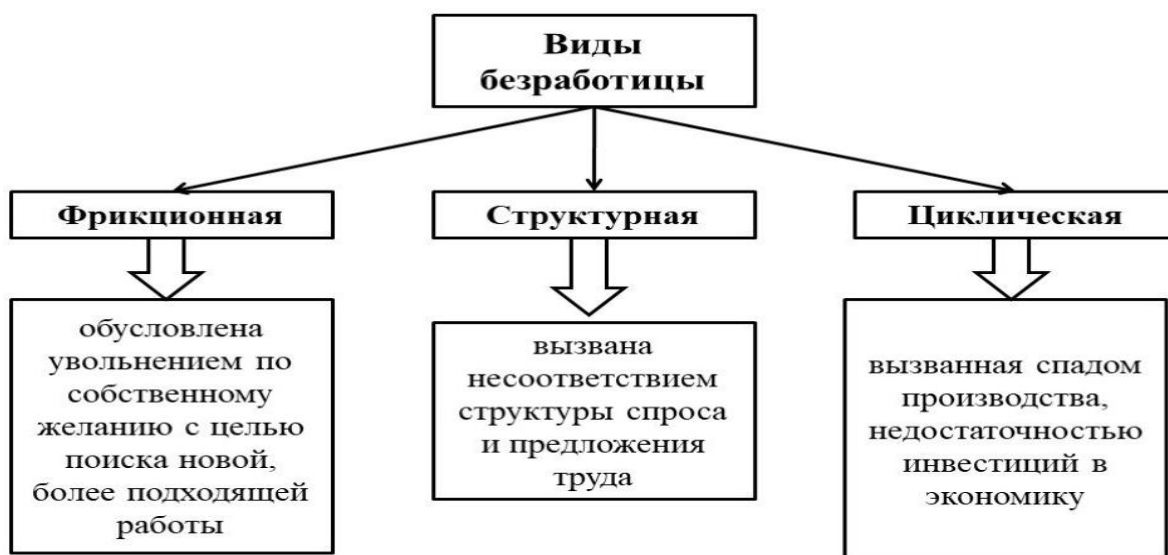 Виды
безработицы
Фрикционная
Структурная
Циклическая
обусловлена
увольнением по
собственному
желанию с целью
поиска новой,
более подходящей
работы
вызвана
несоответствием
структуры спроса
и предложения
труда
вызванная спадом
производства,
недостаточностью
инвестиций в
экономику